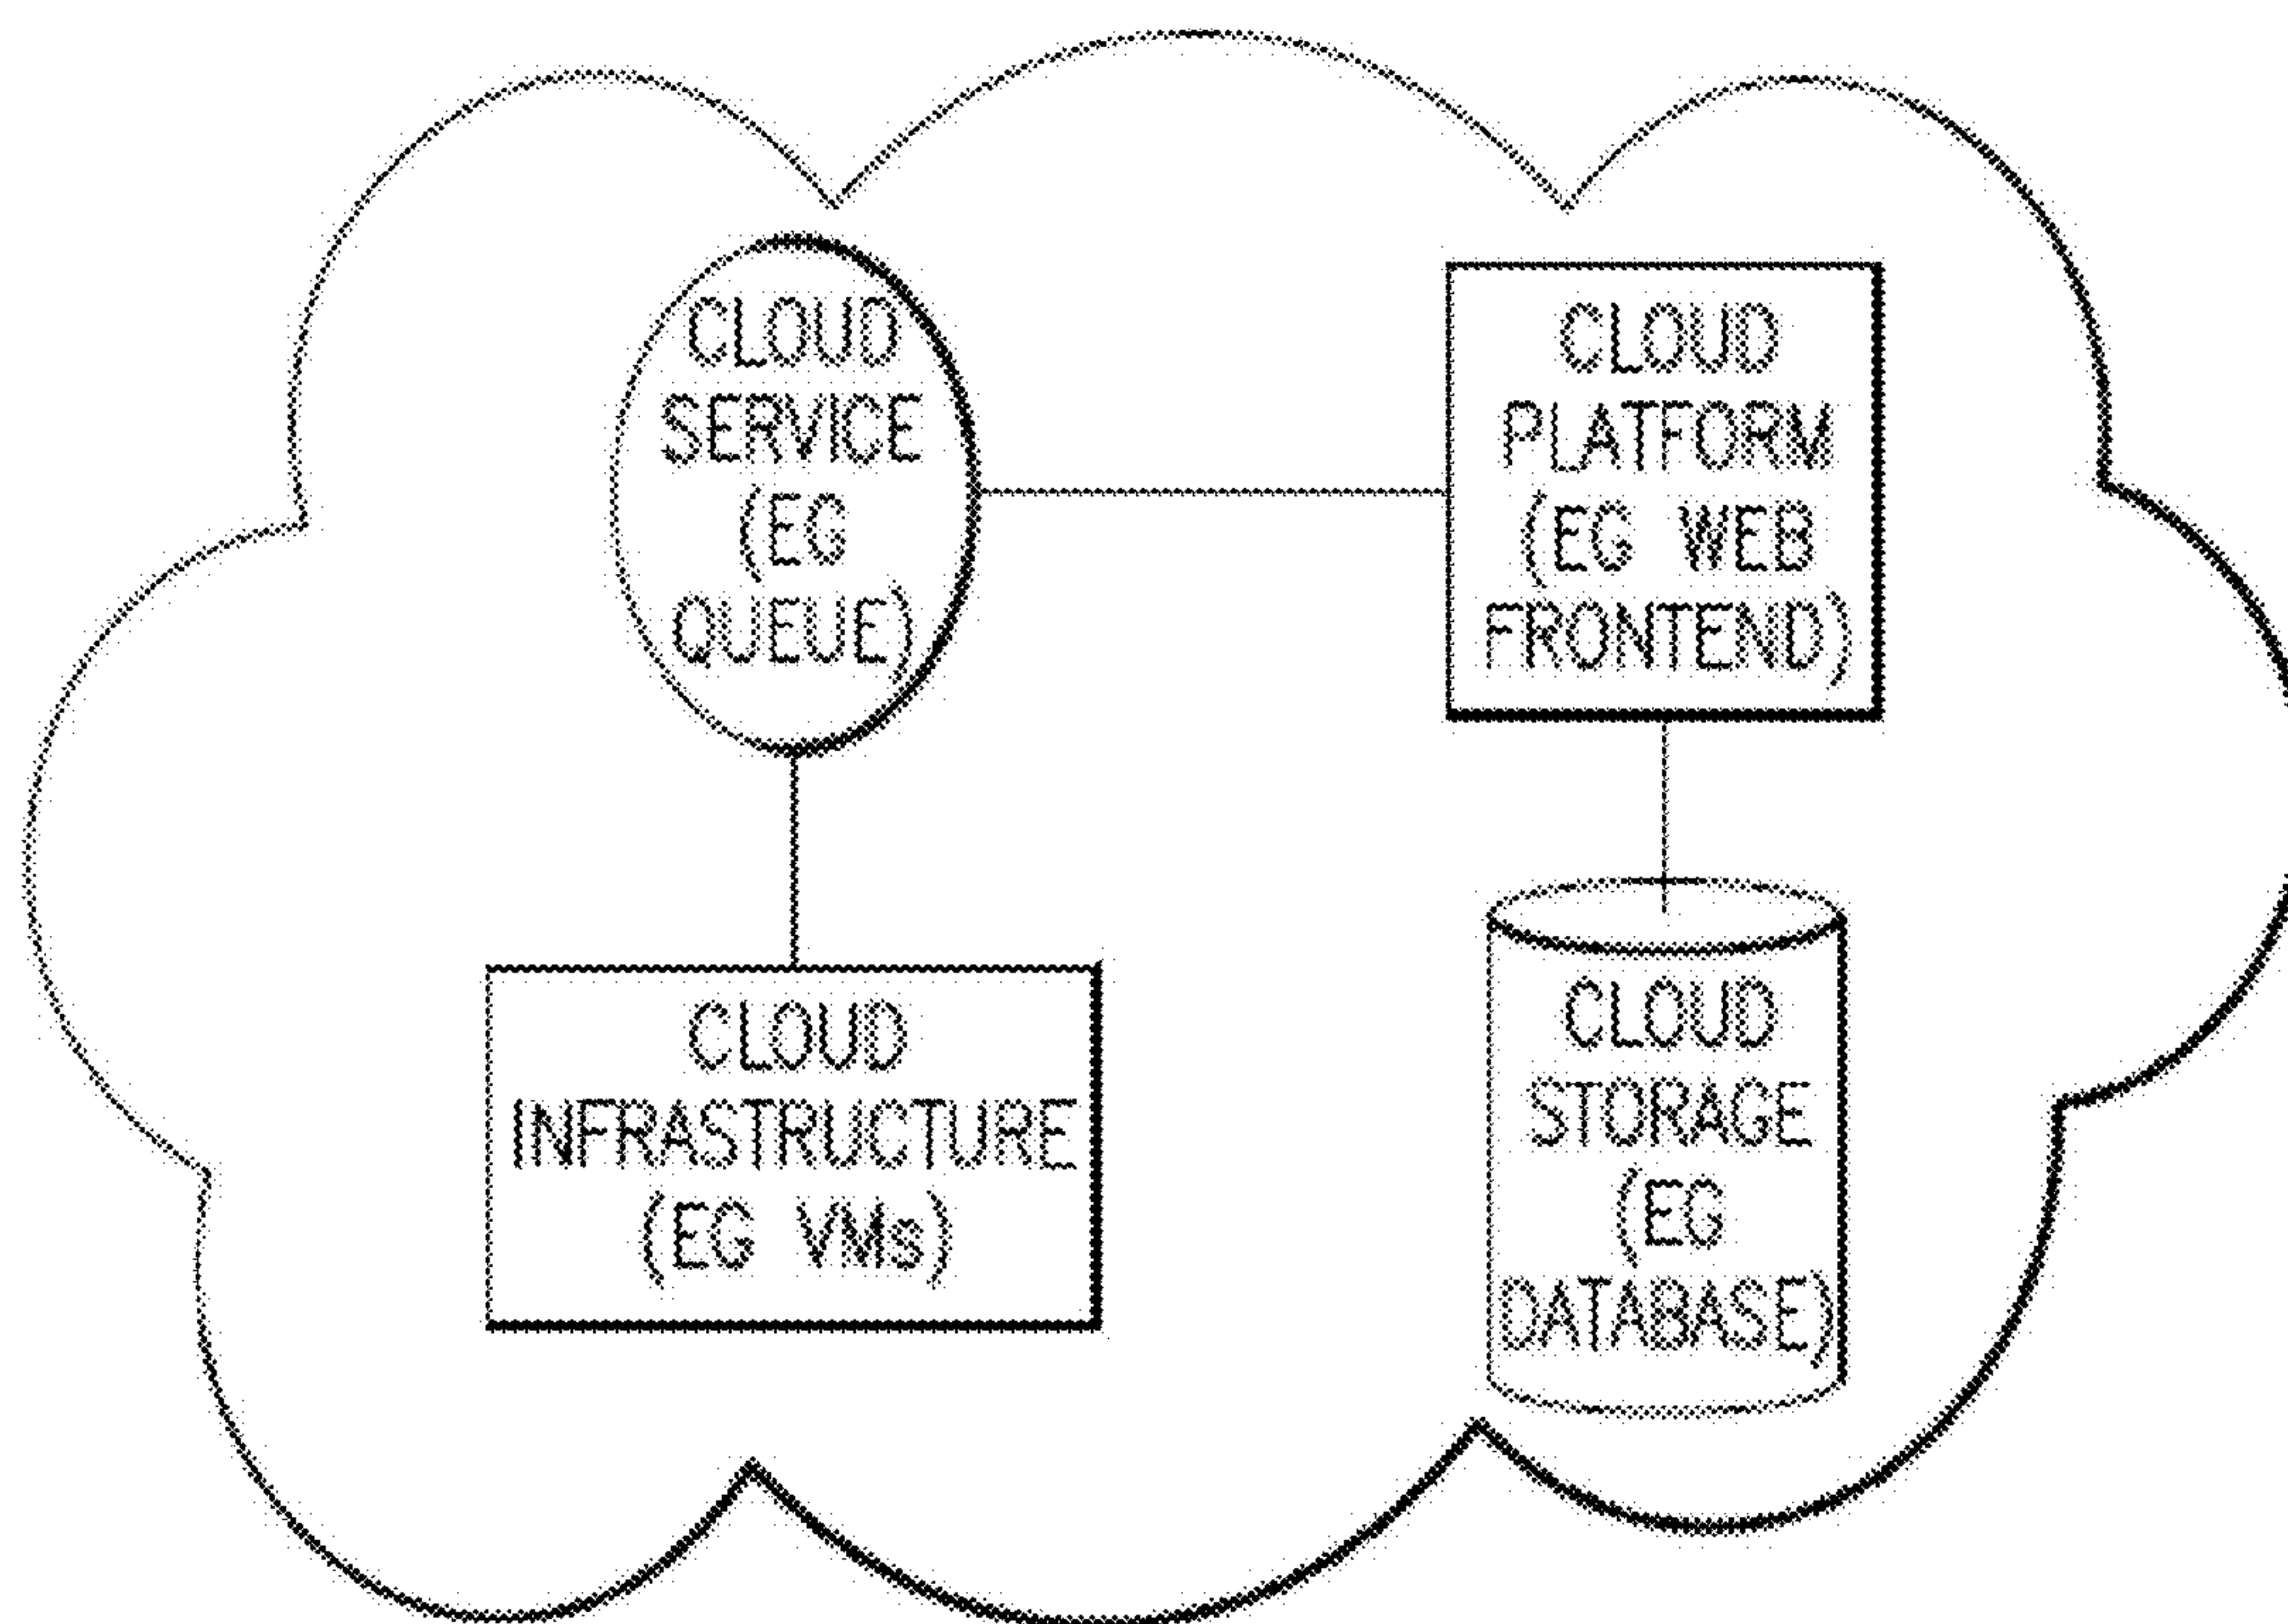 CLOUD
SERVICE
(EG
QUEUE)
CLOUD
PLATFORM
(EG WEB
FRONTEND)
CLOUD
INFRASTRUCTURE
(EG VMs)
CLOUD
STORAGE
(EG
DATABASE)